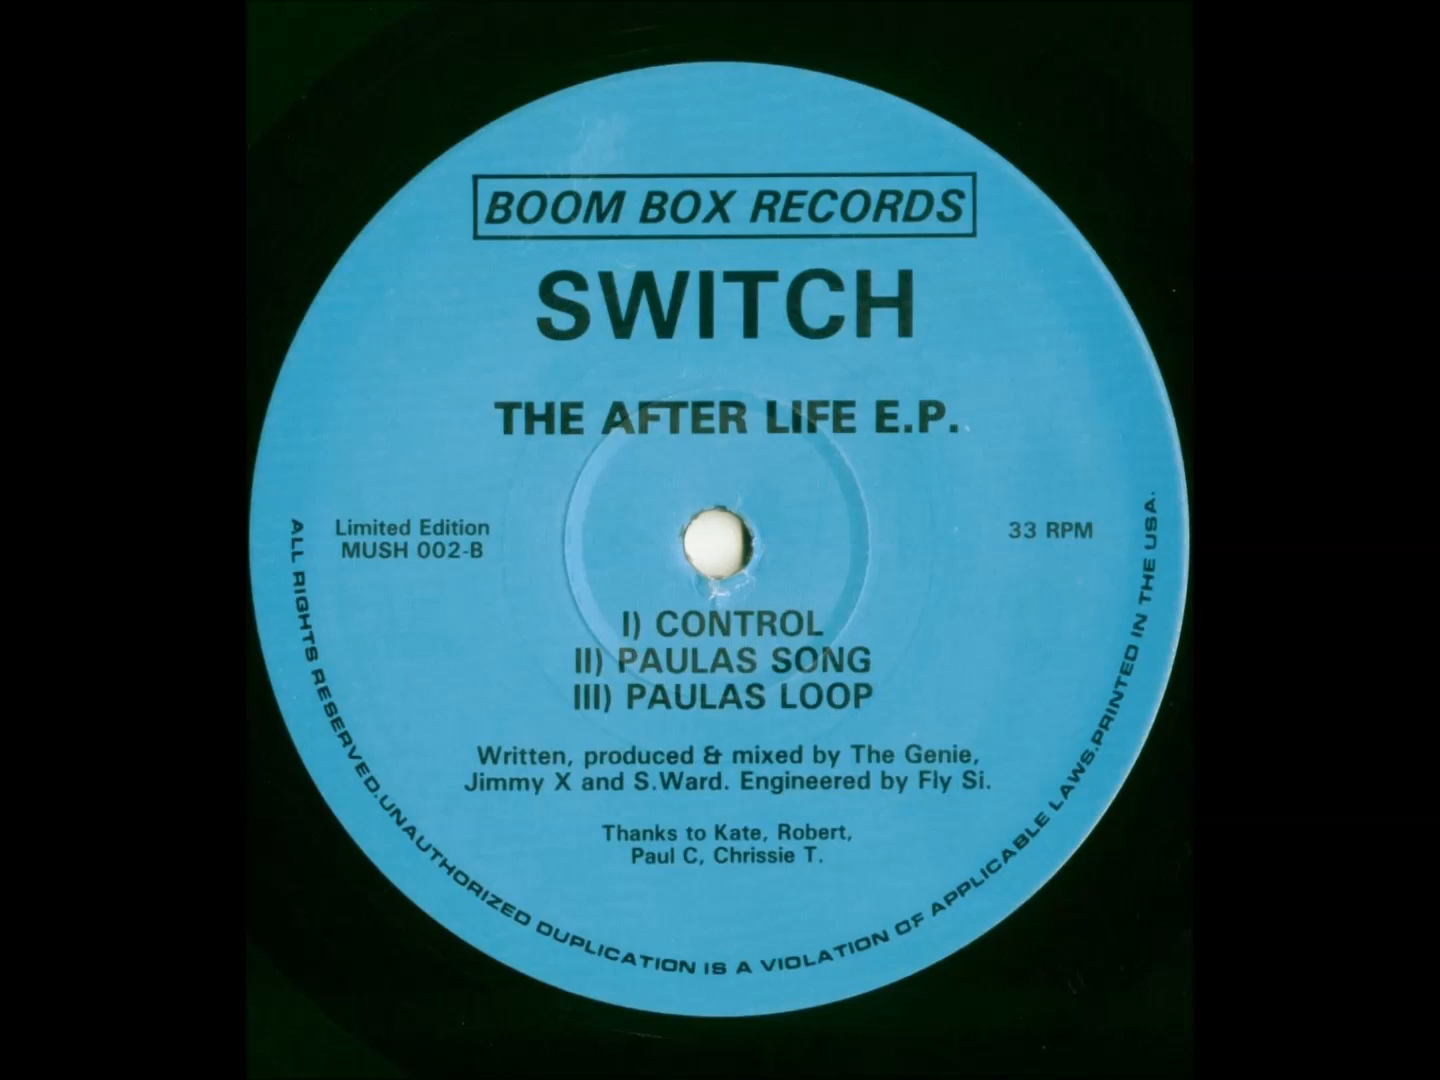 BOOM BOX RECORDS
SWITCH
THE AFTER LIFE E.P.
Limited Edition
MUSH 002-B
33 RPM
I) CONTROL
II) PAULAS SONG
III) PAULAS LOOP
Written, produced & mixed by The Genie,
Jimmy X and S.Ward. Engineered by Fly Si.
Thanks to Kate, Robert,
Paul C, Chrissie T.
ALL RIGHTS RESERVED.UNAUTHORIZED DUPLICATION IS A VIOLATION OF APPLICABLE LAWS.PRINTED IN THE USA.